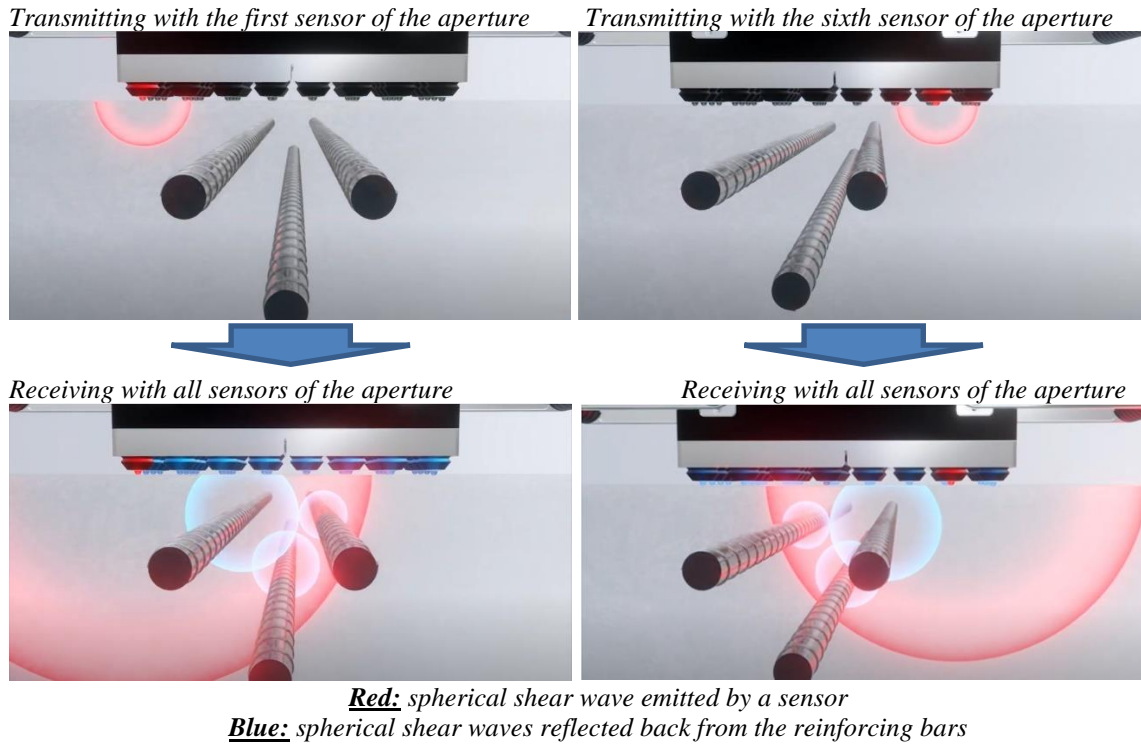 Transmitting with the first sensor of the aperture
Transmitting with the sixth sensor of the aperture
Receiving with all sensors of the aperture
Receiving with all sensors of the aperture
Red: spherical shear wave emitted by a sensor
Blue: spherical shear waves reflected back from the reinforcing bars